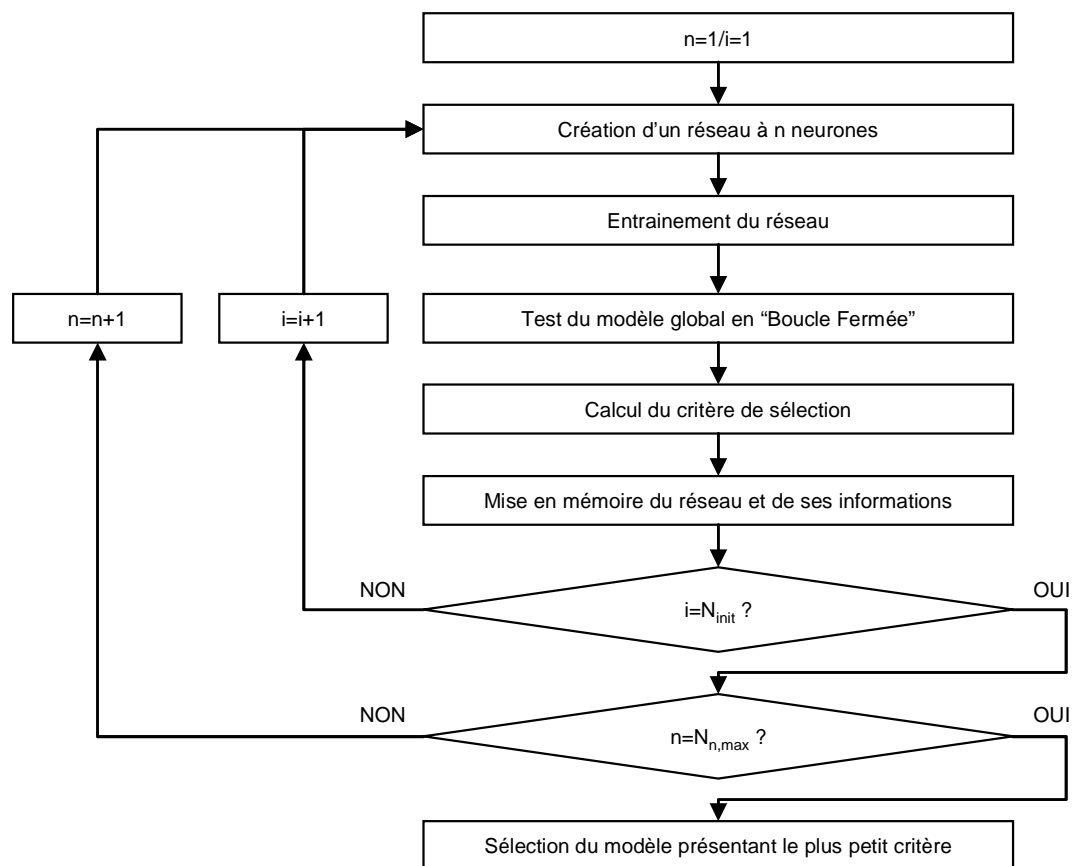 n=1/i=1
Création d’un réseau à n neurones
Entrainement du réseau
n=n+1
i=i+1
Test du modèle global en “Boucle Fermée”
Calcul du critère de sélection
Mise en mémoire du réseau et de ses informations
NON
OUI
i=Ninit ?
NON
OUI
n=Nn,max ?
Sélection du modèle présentant le plus petit critère